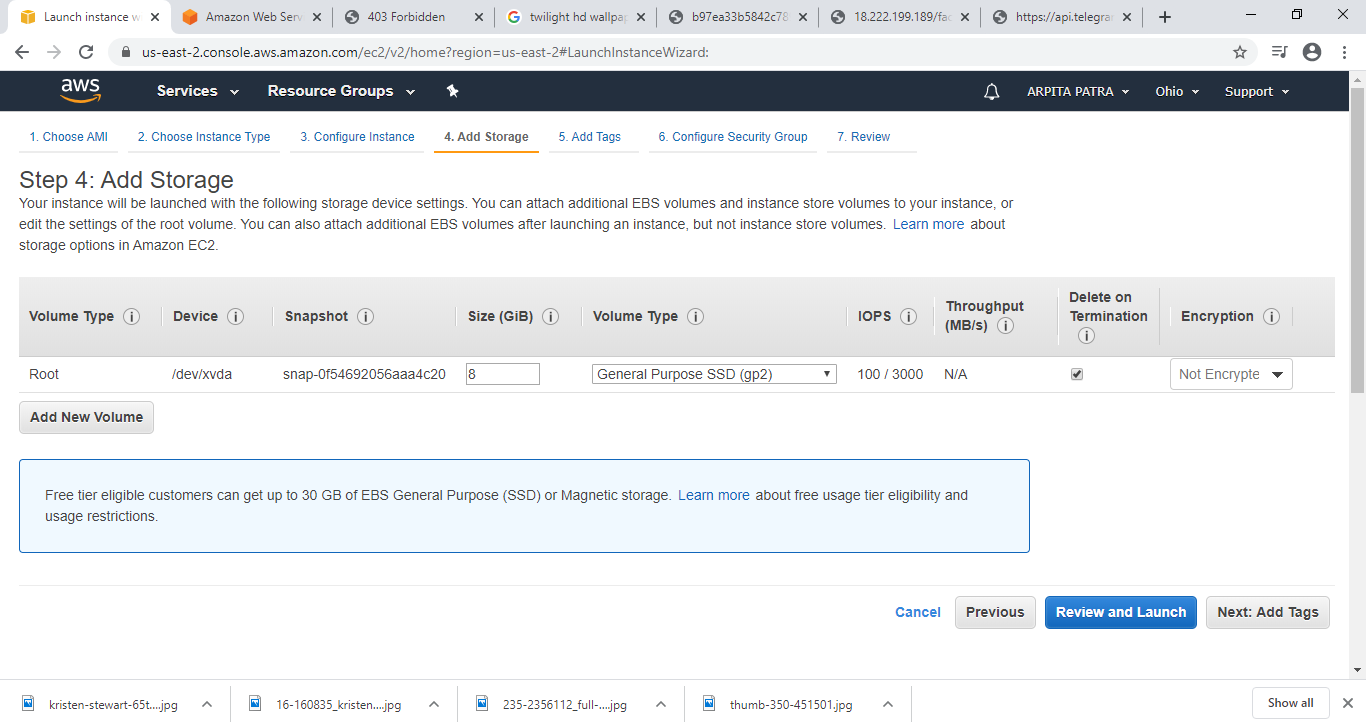 Launch instance w
Amazon Web Serv
403 Forbidden
twilight hd wallpap
b97ea33b5842c78
18.222.199.189/fac
https://api.telegra
us-east-2.console.aws.amazon.com/ec2/v2/home?region=us-east-2#LaunchInstanceWizard:
aws
Services
Resource Groups
ARPITA PATRA
Ohio
Support
1. Choose AMI
2. Choose Instance Type
3. Configure Instance
4. Add Storage
5. Add Tags
6. Configure Security Group
7. Review
Step 4: Add Storage
Your instance will be launched with the following storage device settings. You can attach additional EBS volumes and instance store volumes to your instance, or
edit the settings of the root volume. You can also attach additional EBS volumes after launching an instance, but not instance store volumes. Learn more about
storage options in Amazon EC2.
Volume Type
Device
Snapshot
Size (GiB)
Volume Type
IOPS
Throughput
(MB/s)
Delete on
Termination
Encryption
Root
/dev/xvda
snap-0f54692056aaa4c20
8
General Purpose SSD (gp2)
100 / 3000
N/A
Not Encrypte
Add New Volume
Free tier eligible customers can get up to 30 GB of EBS General Purpose (SSD) or Magnetic storage. Learn more about free usage tier eligibility and
usage restrictions.
Cancel
Previous
Review and Launch
Next: Add Tags
kristen-stewart-65t....jpg
16-160835_kristen....jpg
235-2356112_full-....jpg
thumb-350-451501.jpg
Show all